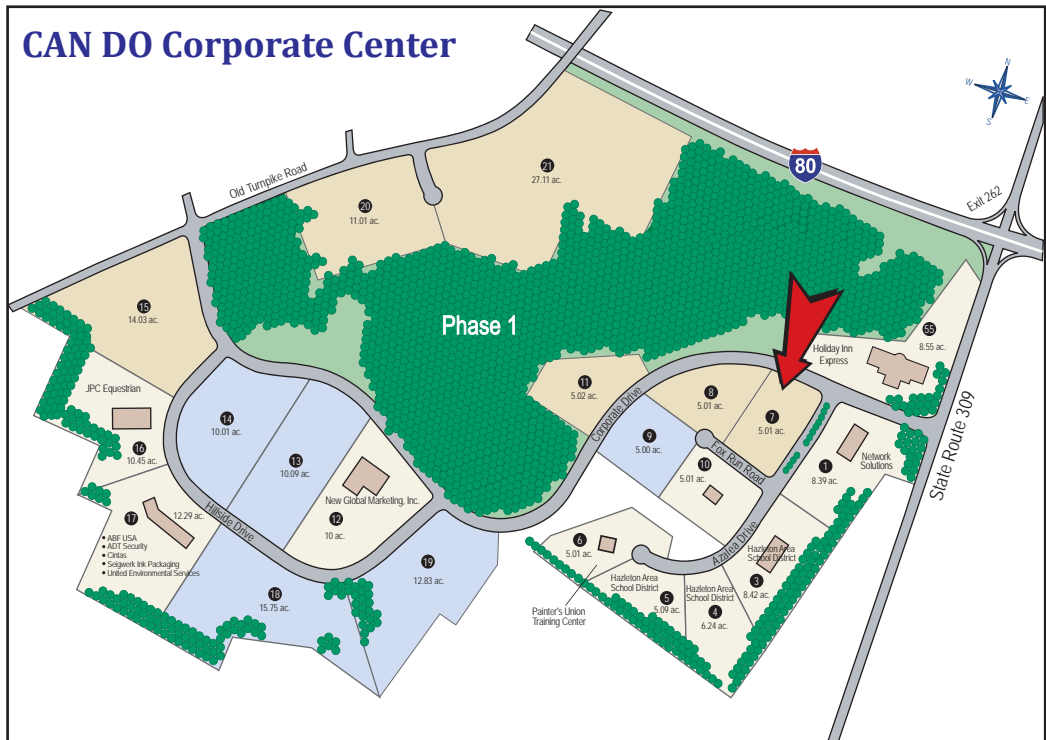 CAN DO Corporate Center
N
W
E
S
80
Exit 262
Old Turnpike Road
21
27.11 ac.
20
11.01 ac.
15
14.03 ac.
Phase 1
55
8.55 ac.
Holiday Inn
Express
State Route 309
JPC Equestrian
16
10.45 ac.
14
10.01 ac.
13
10.09 ac.
New Global Marketing, Inc.
12
10 ac.
11
5.02 ac.
Corporate Drive
8
5.01 ac.
7
5.01 ac.
9
5.00 ac.
Fox Run Road
10
5.01 ac.
1
8.39 ac.
Network
Solutions
17
12.29 ac.
ABF USA
ADT Security
Cintas
Seigwerk Ink Packaging
United Environmental Services
Hillside Drive
18
15.75 ac.
19
12.83 ac.
6
5.01 ac.
Painter's Union
Training Center
Azalea Drive
Hazleton Area
School District
5
5.09 ac.
Hazleton Area
School District
4
6.24 ac.
Hazleton Area
School District
3
8.42 ac.